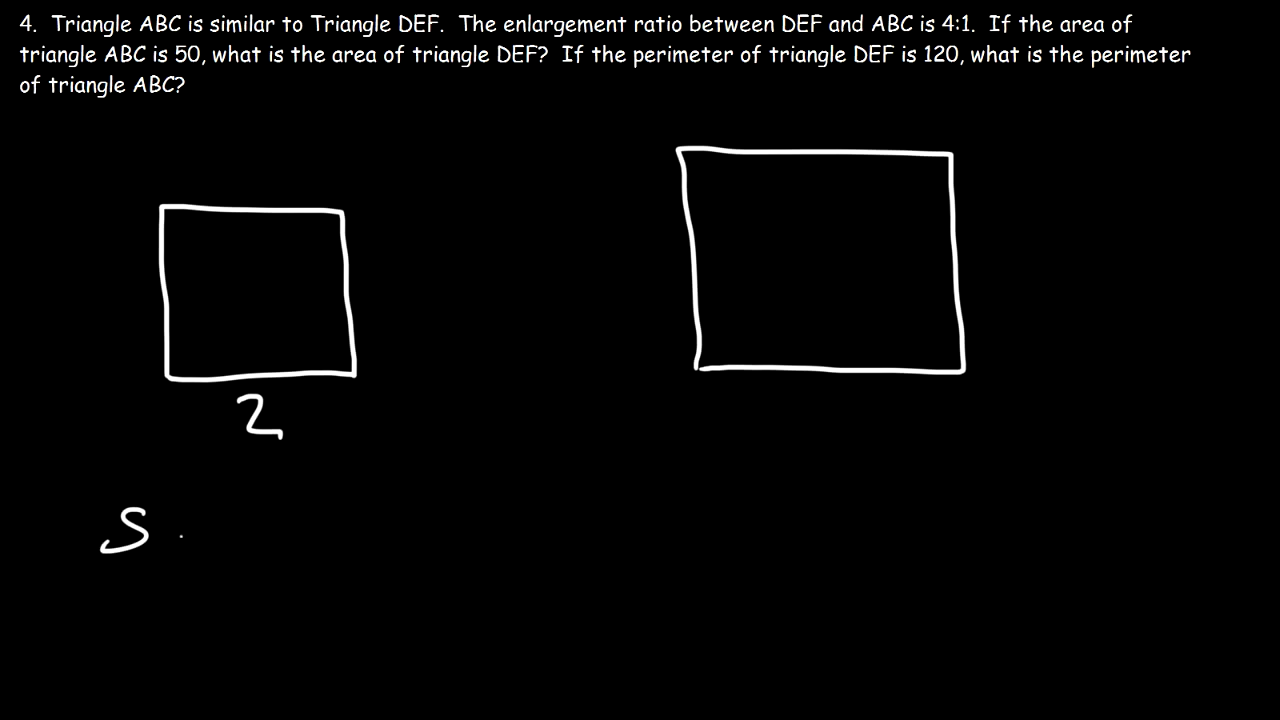 4. Triangle ABC is similar to Triangle DEF. The enlargement ratio between DEF and ABC is 4:1. If the area of
triangle ABC is 50, what is the area of triangle DEF? If the perimeter of triangle DEF is 120, what is the perimeter
of triangle ABC?
2
S